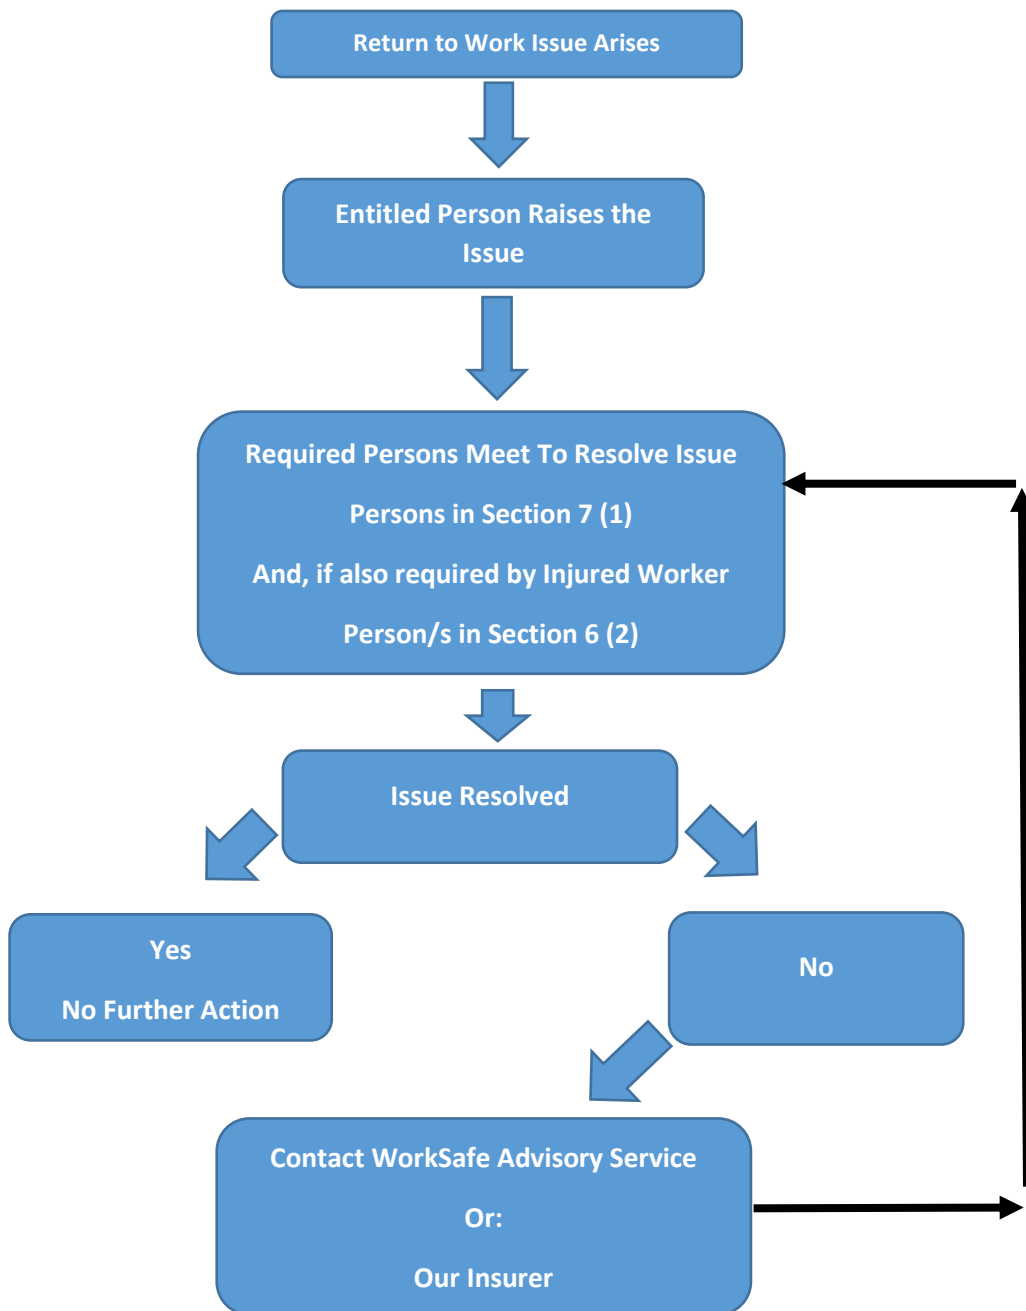 Return to Work Issue Arises
Entitled Person Raises the
Issue
Required Persons Meet To Resolve Issue
Persons in Section 7 (1)
And, if also required by Injured Worker
Person/s in Section 6 (2)
Issue Resolved
Yes
No Further Action
No
Contact WorkSafe Advisory Service
Or:
Our Insurer